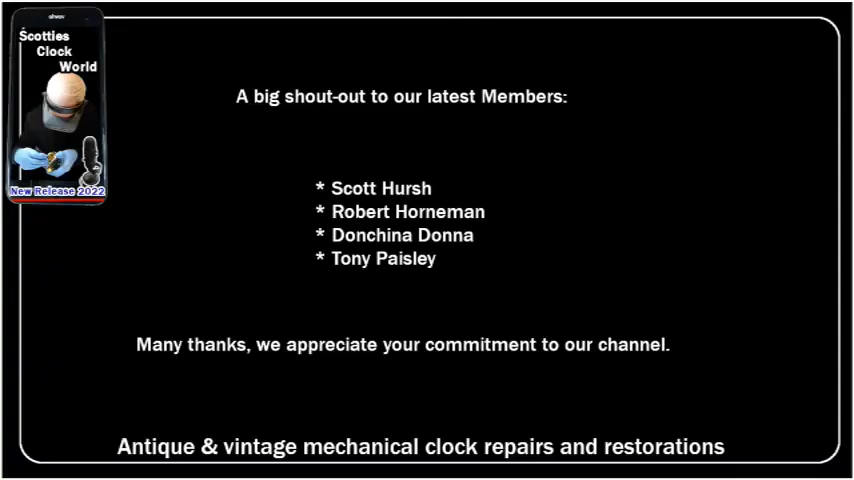 Scotties
Clock
World
New Release 2022
A big shout-out to our latest Members:
* Scott Hursh
* Robert Horneman
* Donchina Donna
* Tony Paisley
Many thanks, we appreciate your commitment to our channel.
Antique & vintage mechanical clock repairs and restorations